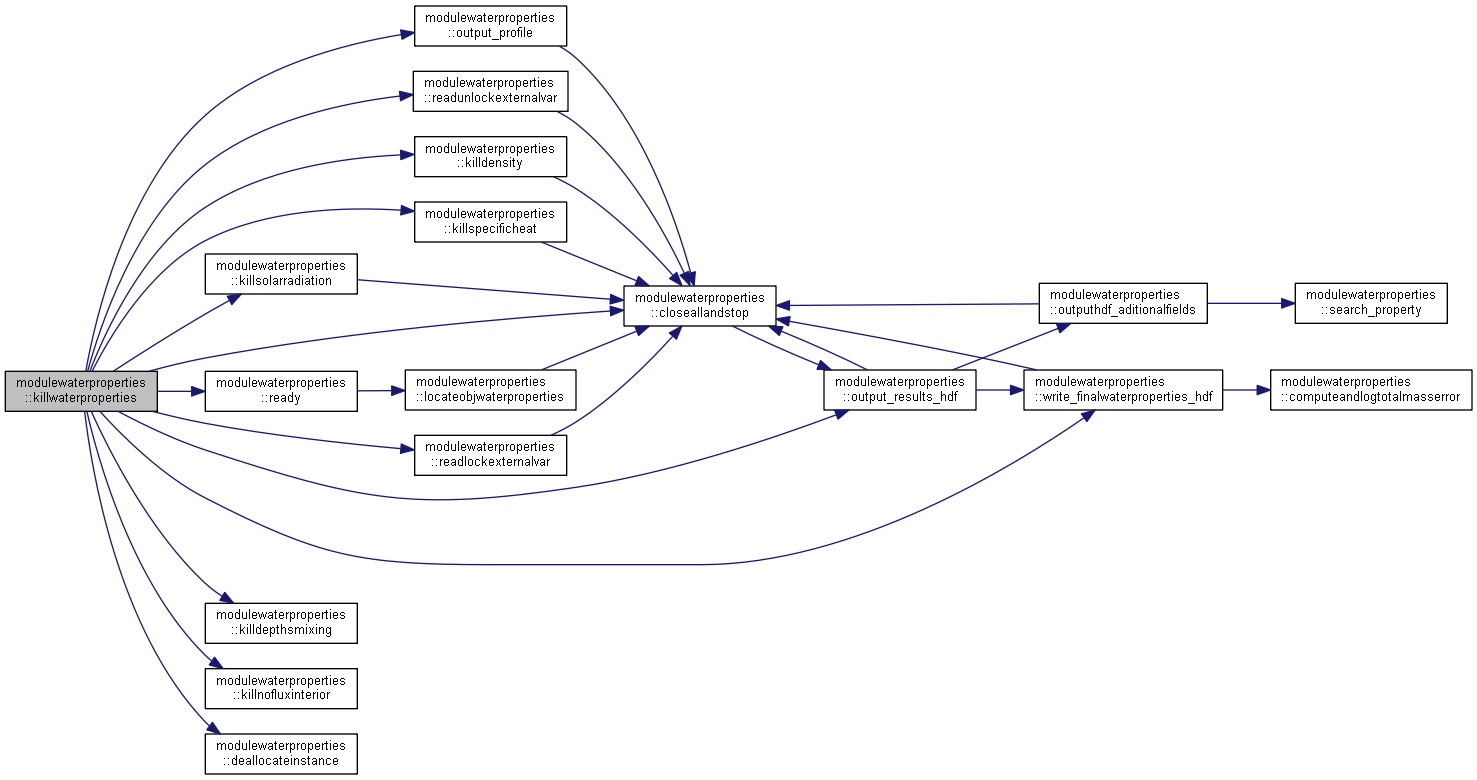 modulewaterproperties
::output_profile
modulewaterproperties
::readunlockexternalvar
modulewaterproperties
::killdensity
modulewaterproperties
::killspecificheat
modulewaterproperties
::killsolarradiation
modulewaterproperties
::closeallandstop
modulewaterproperties
::outputhdf_aditionalfields
modulewaterproperties
::search_property
modulewaterproperties
::killwaterproperties
modulewaterproperties
::ready
modulewaterproperties
::locateobjwaterproperties
modulewaterproperties
::output_results_hdf
modulewaterproperties
::write_finalwaterproperties_hdf
modulewaterproperties
::computeandlogtotalmasserror
modulewaterproperties
::readlockexternalvar
modulewaterproperties
::killdepthsmixing
modulewaterproperties
::killnofluxinterior
modulewaterproperties
::deallocateinstance